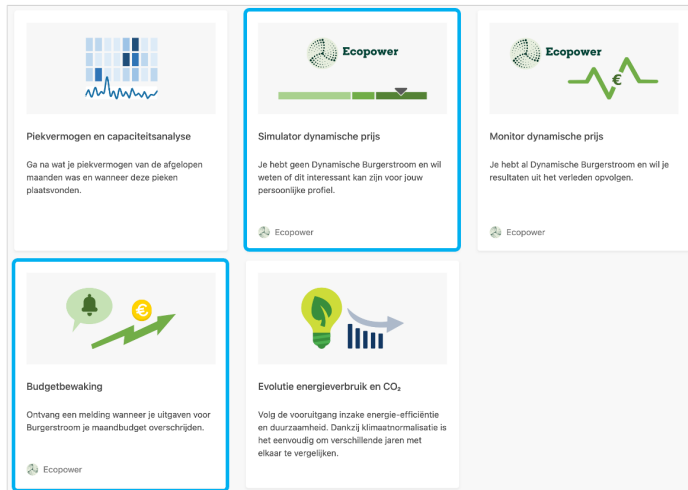 Piekvermogen en capaciteitsanalyse
Ga na wat je piekvermogen van de afgelopen
maanden was en wanneer deze pieken
plaatsvonden.
Ecopower
Simulator dynamische prijs
Je hebt geen Dynamische Burgerstroom en wil
weten of dit interessant kan zijn voor jouw
persoonlijke profiel.
Ecopower
Ecopower
€
Monitor dynamische prijs
Je hebt al Dynamische Burgerstroom en wil je
resultaten uit het verleden opvolgen.
Ecopower
€
Budgetbewaking
Ontvang een melding wanneer je uitgaven voor
Burgerstroom je maandbudget overschrijden.
Ecopower
Evolutie energieverbruik en CO₂
Volg de vooruitgang inzake energie-efficiëntie
en duurzaamheid. Dankzij klimaatnormalisatie is
het eenvoudig om verschillende jaren met
elkaar te vergelijken.